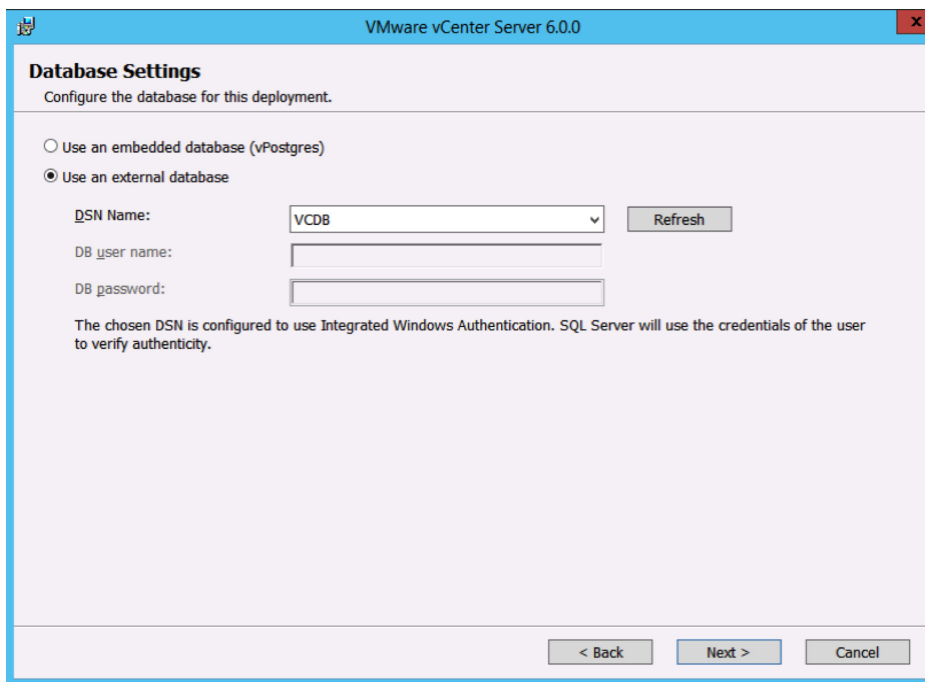 VMware vCenter Server 6.0.0
x
Database Settings
Configure the database for this deployment.
Use an embedded database (vPostgres)
Use an external database
DSN Name:
VCDB
Refresh
DB user name:
DB password:
The chosen DSN is configured to use Integrated Windows Authentication. SQL Server will use the credentials of the user
to verify authenticity.
< Back
Next >
Cancel